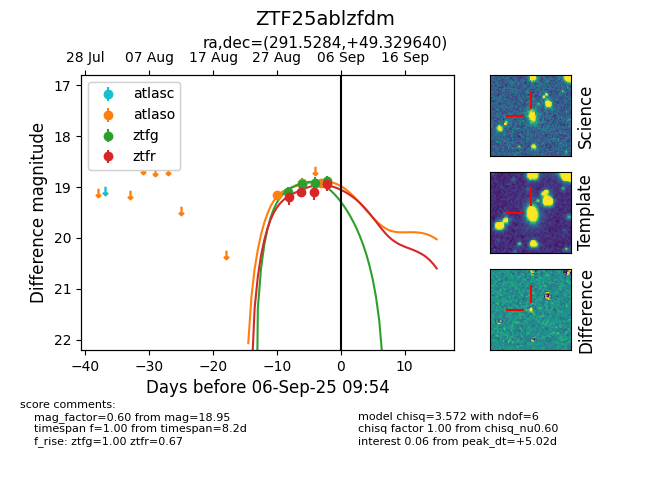 ZTF25ablzfdm
ra,dec=(291.5284,+49.329640)
28 Jul 07 Aug 17 Aug 27 Aug 06 Sep 16 Sep
atlasc
atlaso
ztfg
ztfr
17
18
19
20
21
22
Difference magnitude
−40 −30 −20 −10 0 10
Days before 06-Sep-25 09:54
Science
Template
Difference
score comments:
mag_factor=0.60 from mag=18.95
timespan f=1.00 from timespan=8.2d
f_rise: ztfg=1.00 ztfr=0.67
model chisq=3.572 with ndof=6
chisq factor 1.00 from chisq_nu0.60
interest 0.06 from peak_dt=+5.02d